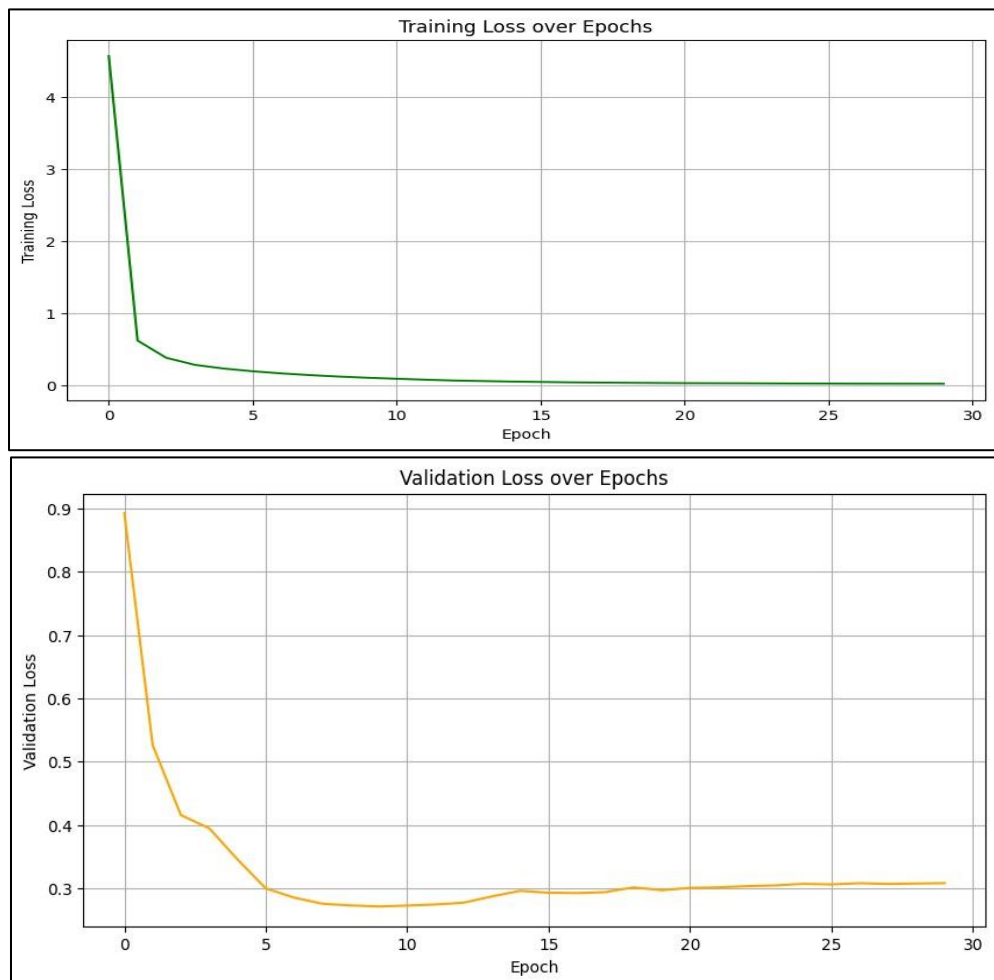 Training Loss over Epochs
4
3
2
1
0
Training Loss
0 5 10 15 20 25 30
Epoch
Validation Loss over Epochs
0.9
0.8
0.7
0.6
0.5
0.4
0.3
Validation Loss
0 5 10 15 20 25 30
Epoch